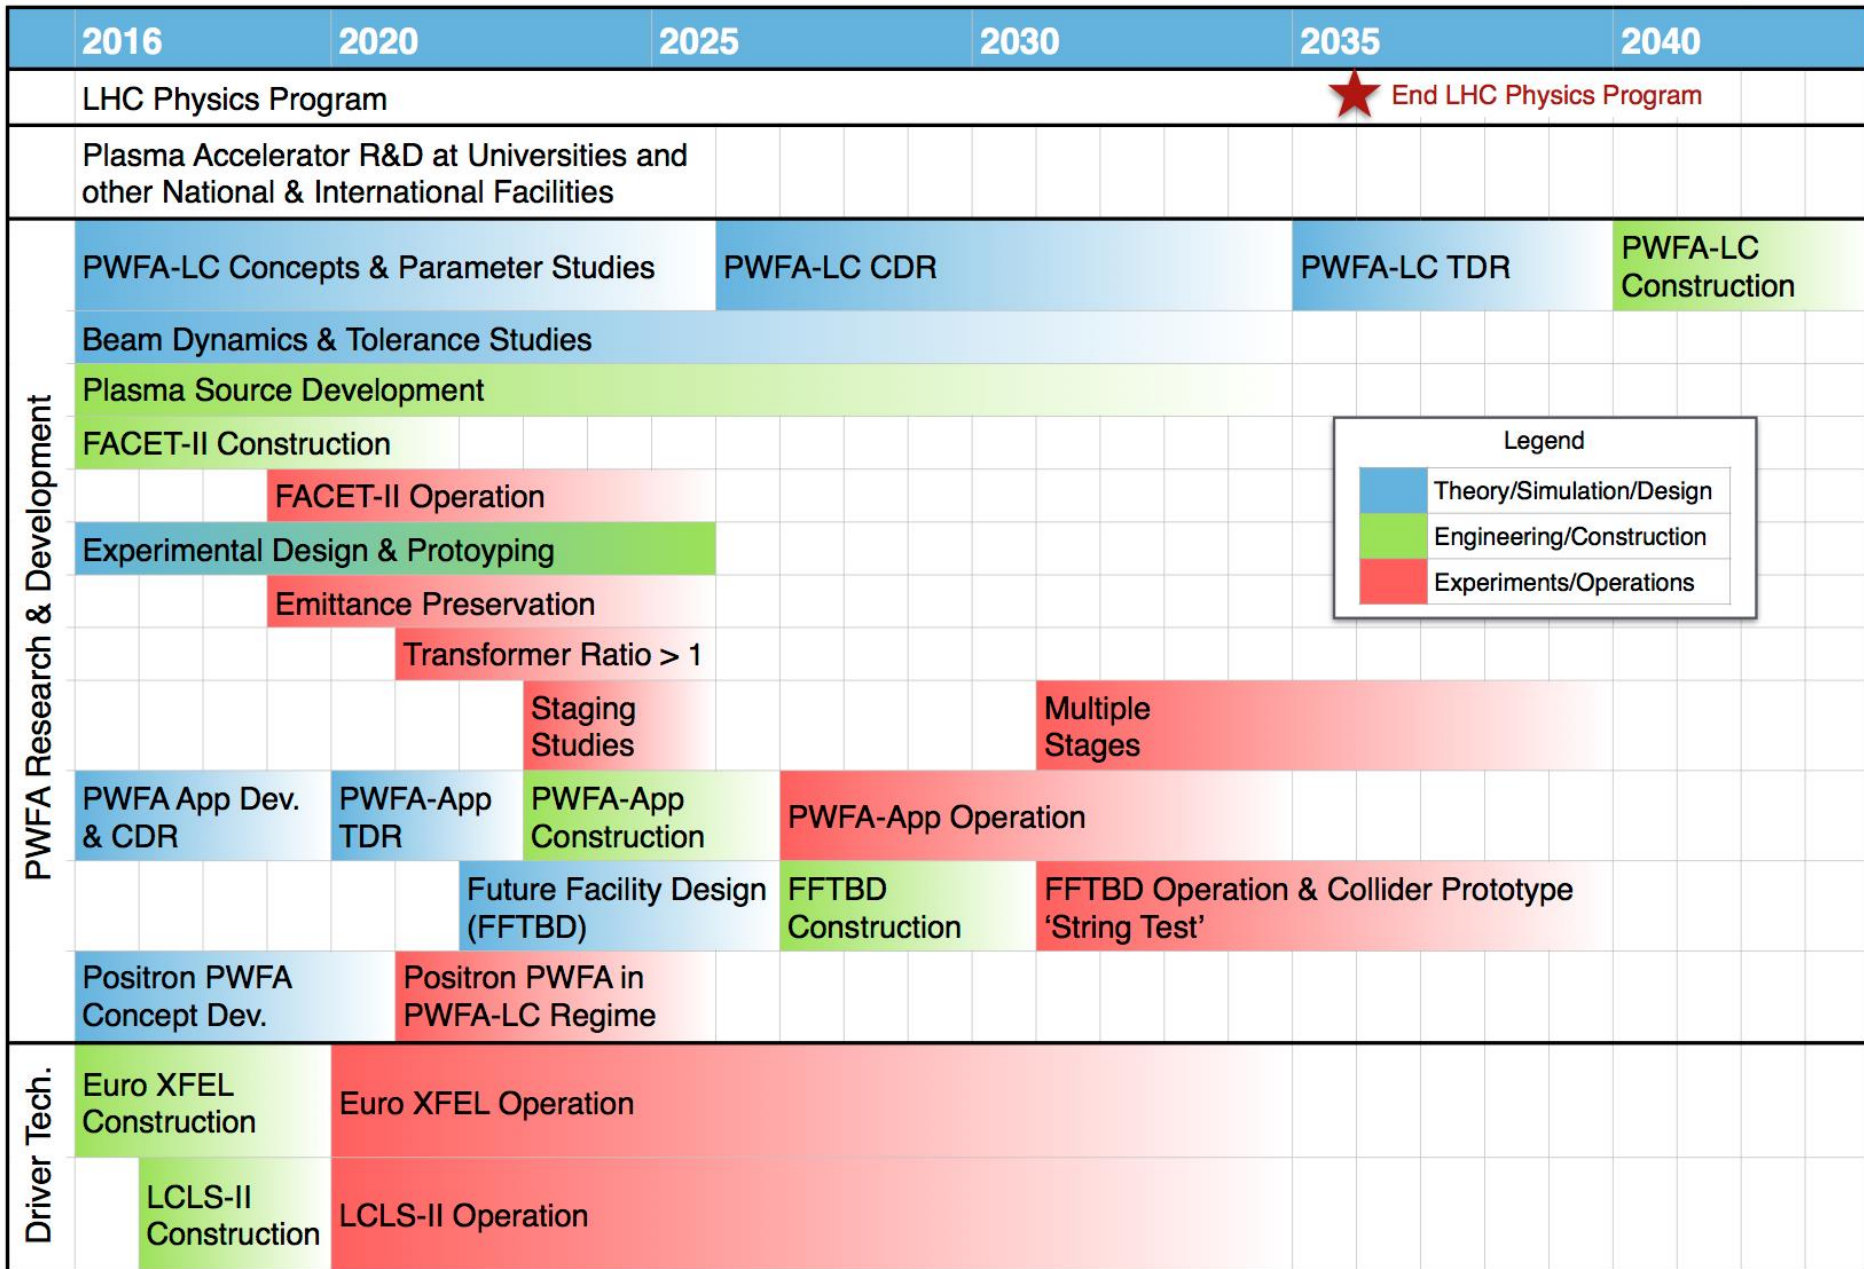 2016 2020 2025 2030 2035 2040
LHC Physics Program
End LHC Physics Program
Plasma Accelerator R&D at Universities and
other National & International Facilities
PWFA Research & Development
PWFA-LC Concepts & Parameter Studies
PWFA-LC CDR
PWFA-LC TDR
PWFA-LC
Construction
Beam Dynamics & Tolerance Studies
Plasma Source Development
FACET-II Construction
FACET-II Operation
Experimental Design & Protoyping
Emittance Preservation
Transformer Ratio > 1
Staging
Studies
Multiple
Stages
PWFA App Dev.
& CDR
PWFA-App
TDR
PWFA-App
Construction
PWFA-App Operation
Future Facility Design
(FFTBD)
FFTBD
Construction
FFTBD Operation & Collider Prototype
‘String Test’
Positron PWFA
Concept Dev.
Positron PWFA in
PWFA-LC Regime
Legend
Theory/Simulation/Design
Engineering/Construction
Experiments/Operations
Driver Tech.
Euro XFEL
Construction
Euro XFEL Operation
LCLS-II
Construction
LCLS-II Operation